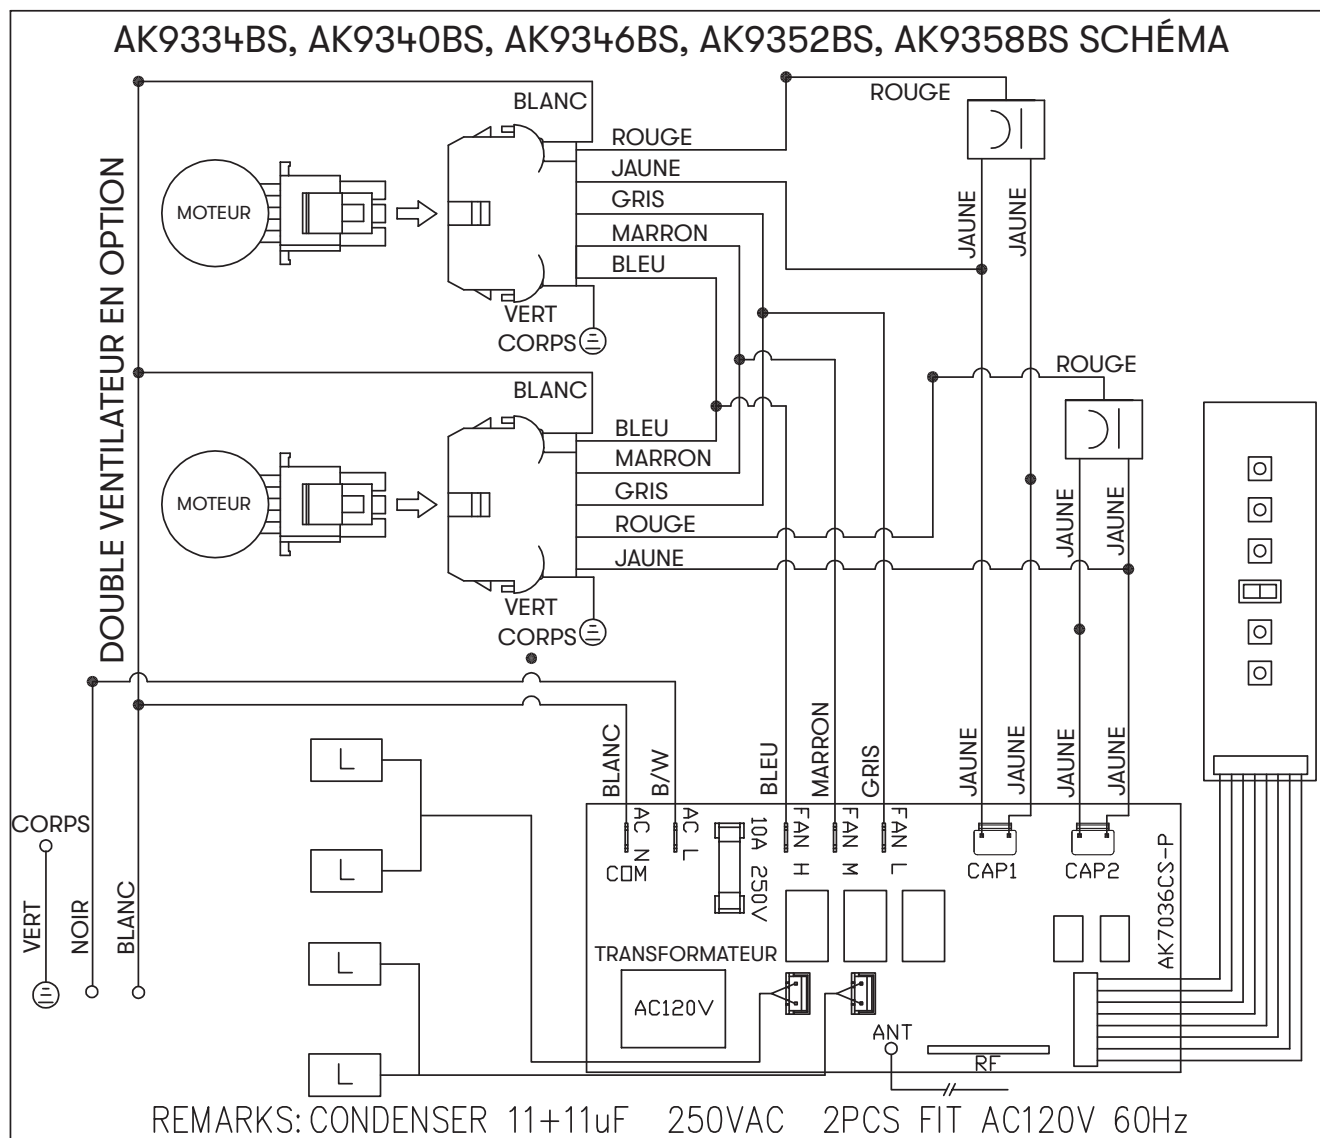 AK9334BS, AK9340BS, AK9346BS, AK9352BS, AK9358BS SCHÉMA
DOUBLE VENTILATEUR EN OPTION
BLANC
ROUGE
JAUNE
GRIS
MARRON
BLEU
VERT
CORPS
MOTEUR
ROUGE
JAUNE
JAUNE
BLANC
BLEU
MARRON
GRIS
ROUGE
JAUNE
VERT
CORPS
MOTEUR
ROUGE
JAUNE
JAUNE
BLANC
B/W
BLEU
MARRON
GRIS
JAUNE
JAUNE
JAUNE
JAUNE
L
L
L
L
CORPS
VERT
NOIR
BLANC
AC N
COM
AC L
10A 250V
FAN H
FAN M
FAN L
CAP1
CAP2
AK7036CS-P
TRANSFORMATEUR
AC120V
ANT
RF
REMARKS: CONDENSER 11+11uF 250VAC 2PCS FIT AC120V 60Hz